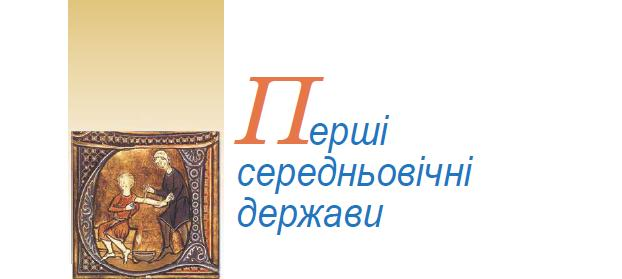 Перші
середньовічні
держави